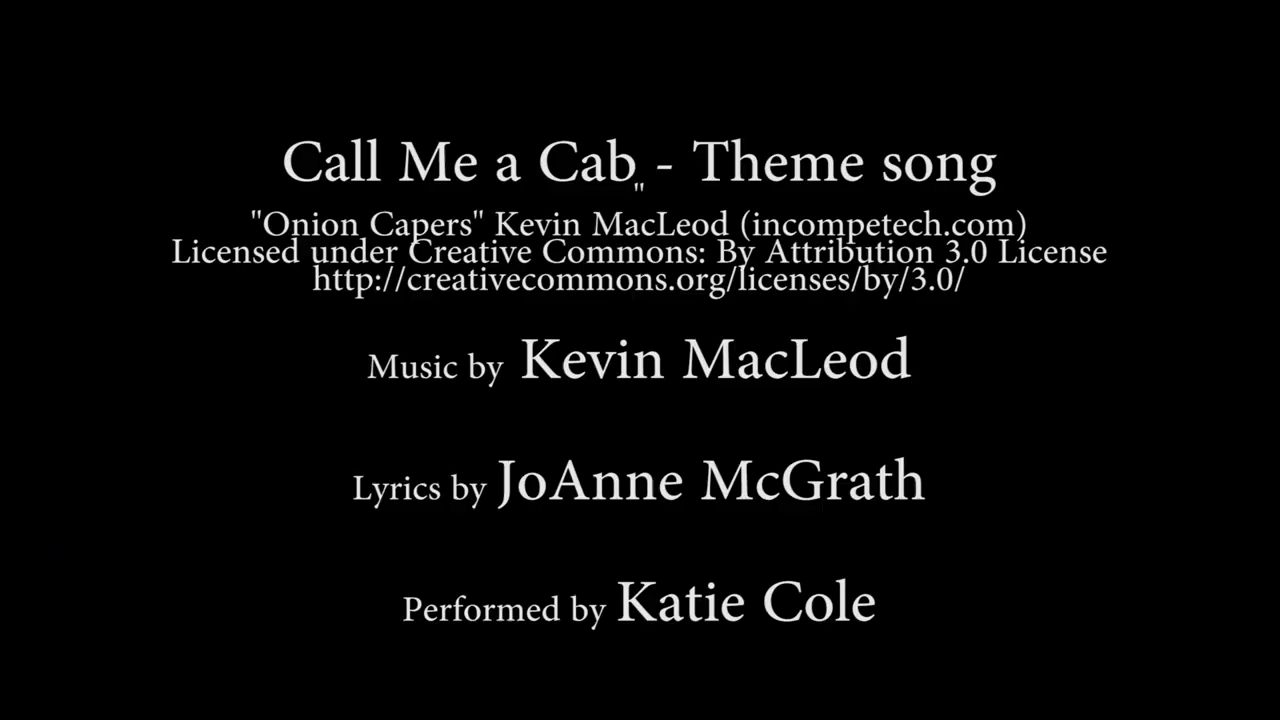 Call Me a Cab" - Theme song
"Onion Capers" Kevin MacLeod (incompetech.com)
Licensed under Creative Commons: By Attribution 3.0 License
http://creativecommons.org/licenses/by/3.0/
Music by Kevin MacLeod
Lyrics by JoAnne McGrath
Performed by Katie Cole